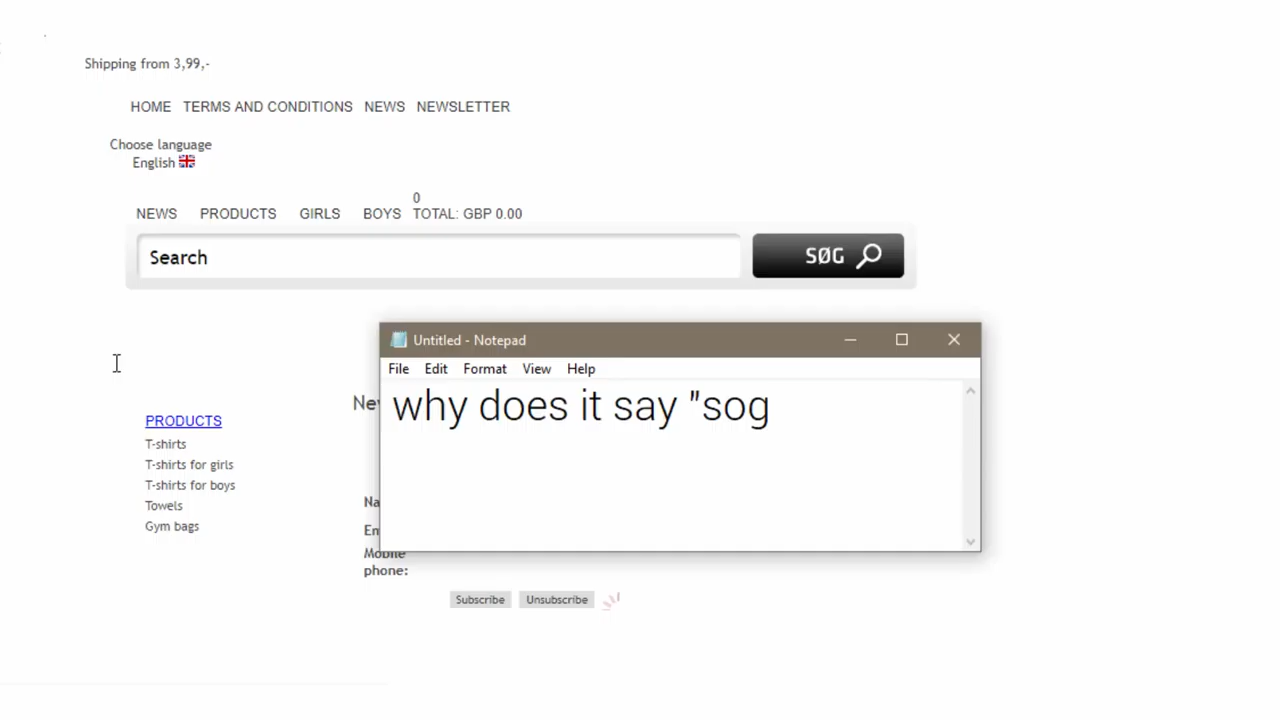 Shipping from 3,99,-
HOME TERMS AND CONDITIONS NEWS NEWSLETTER
Choose language
English
0
NEWS PRODUCTS GIRLS BOYS TOTAL: GBP 0.00
Search SØG
Untitled - Notepad
File Edit Format View Help
why does it say "sog
PRODUCTS
T-shirts
T-shirts for girls
T-shirts for boys
Towels
Gym bags
Mobile
phone:
Subscribe Unsubscribe